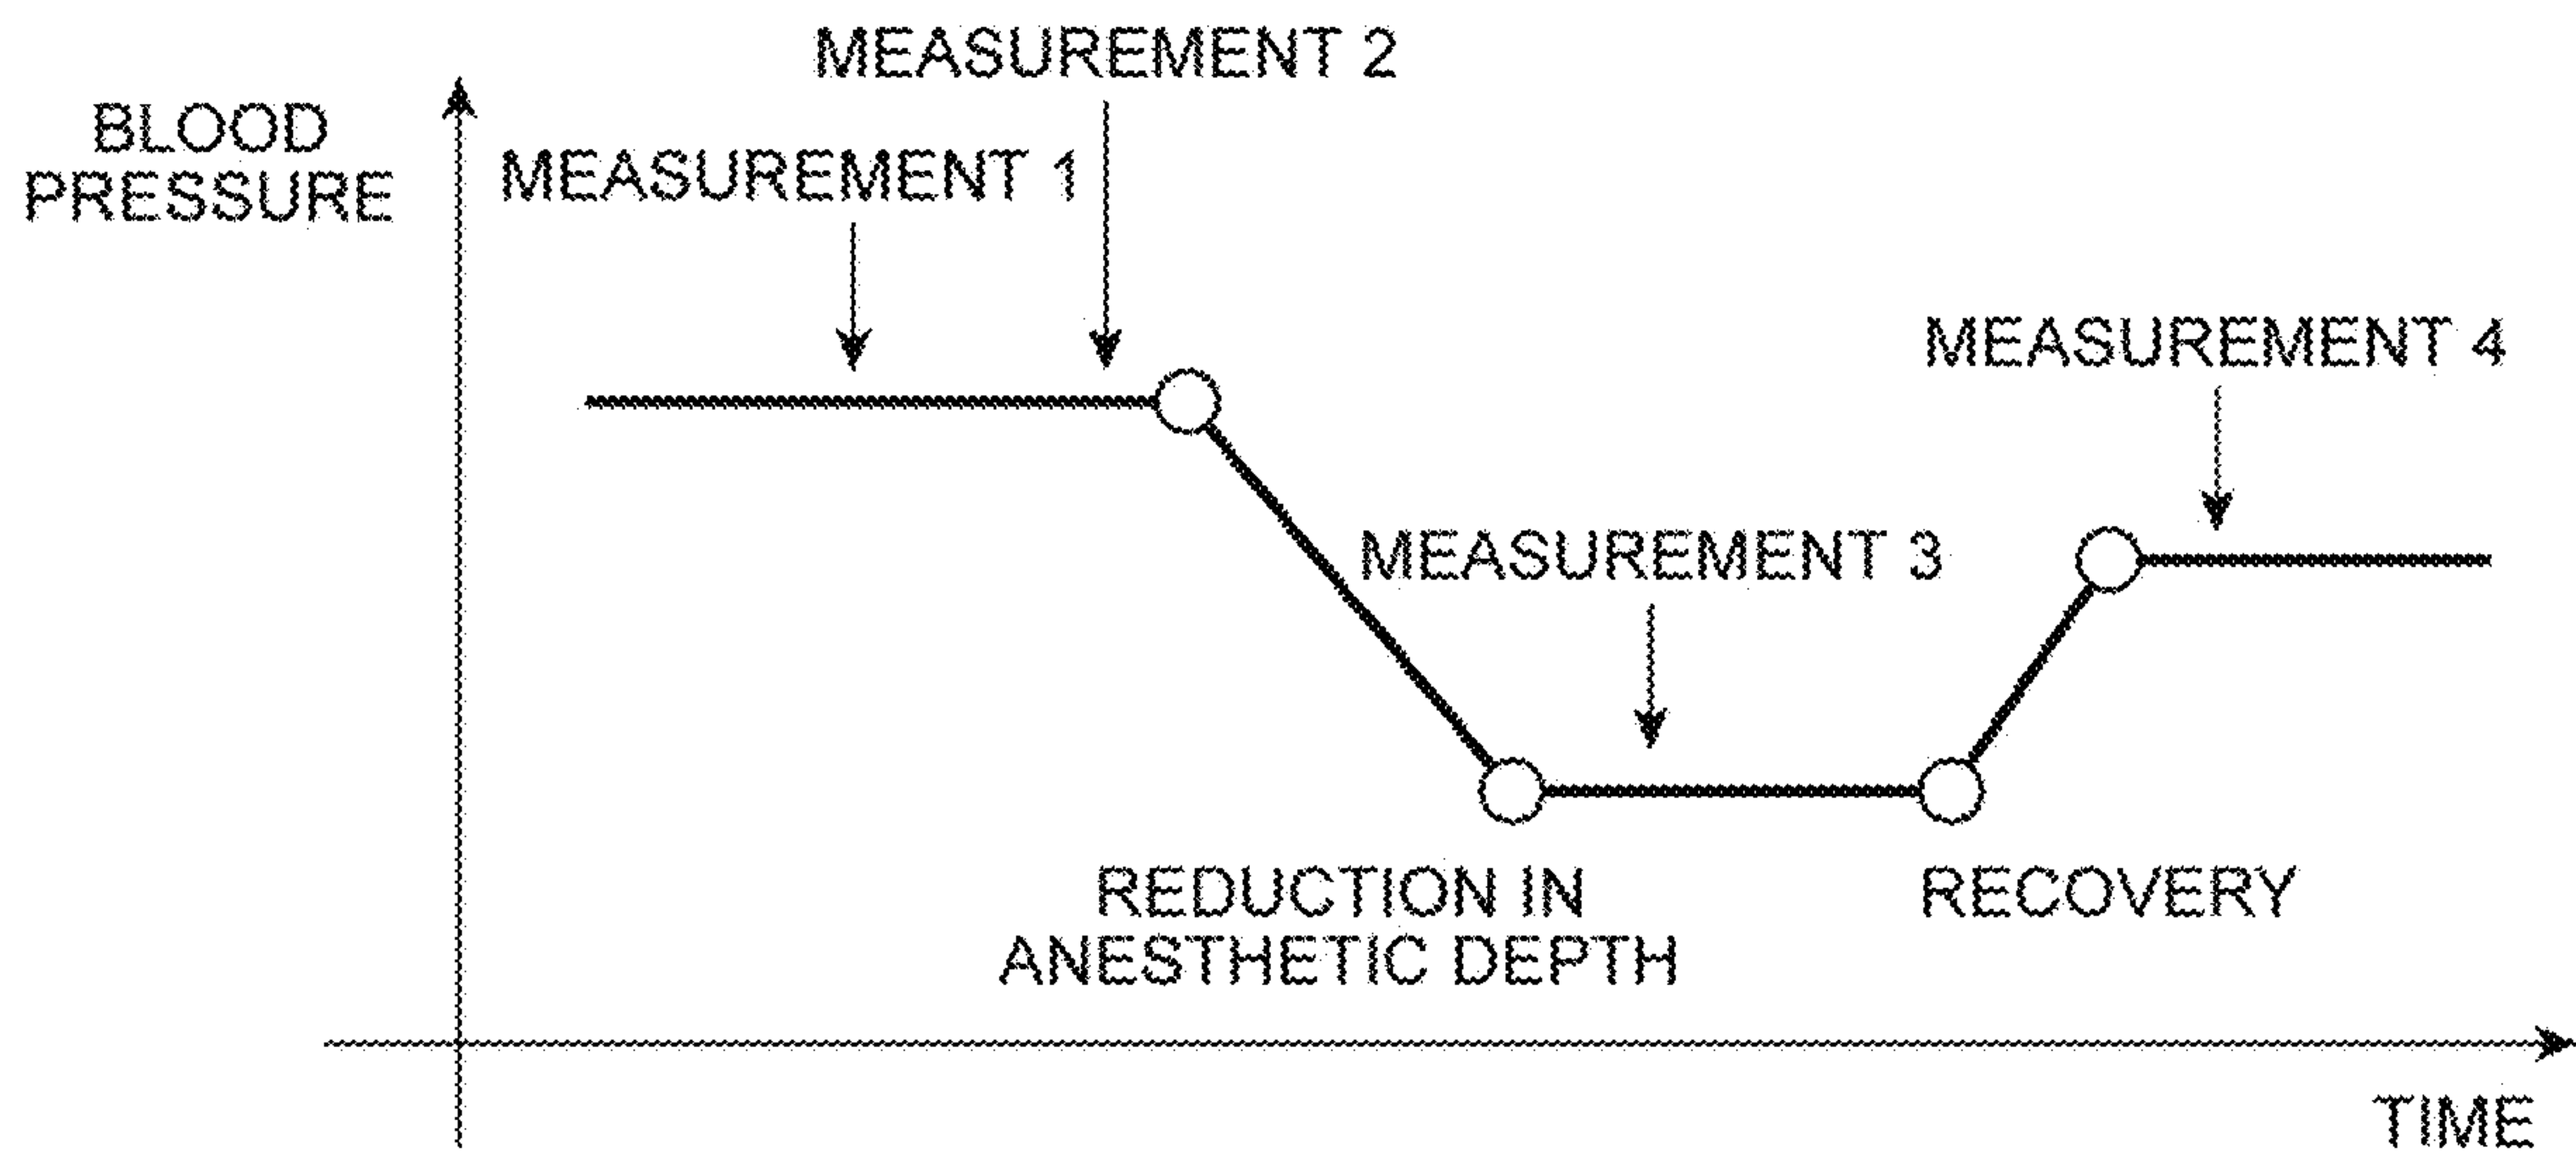 MEASUREMENT 2
BLOOD
PRESSURE
MEASUREMENT 1
MEASUREMENT 4
MEASUREMENT 3
REDUCTION IN
ANESTHETIC DEPTH
RECOVERY
TIME